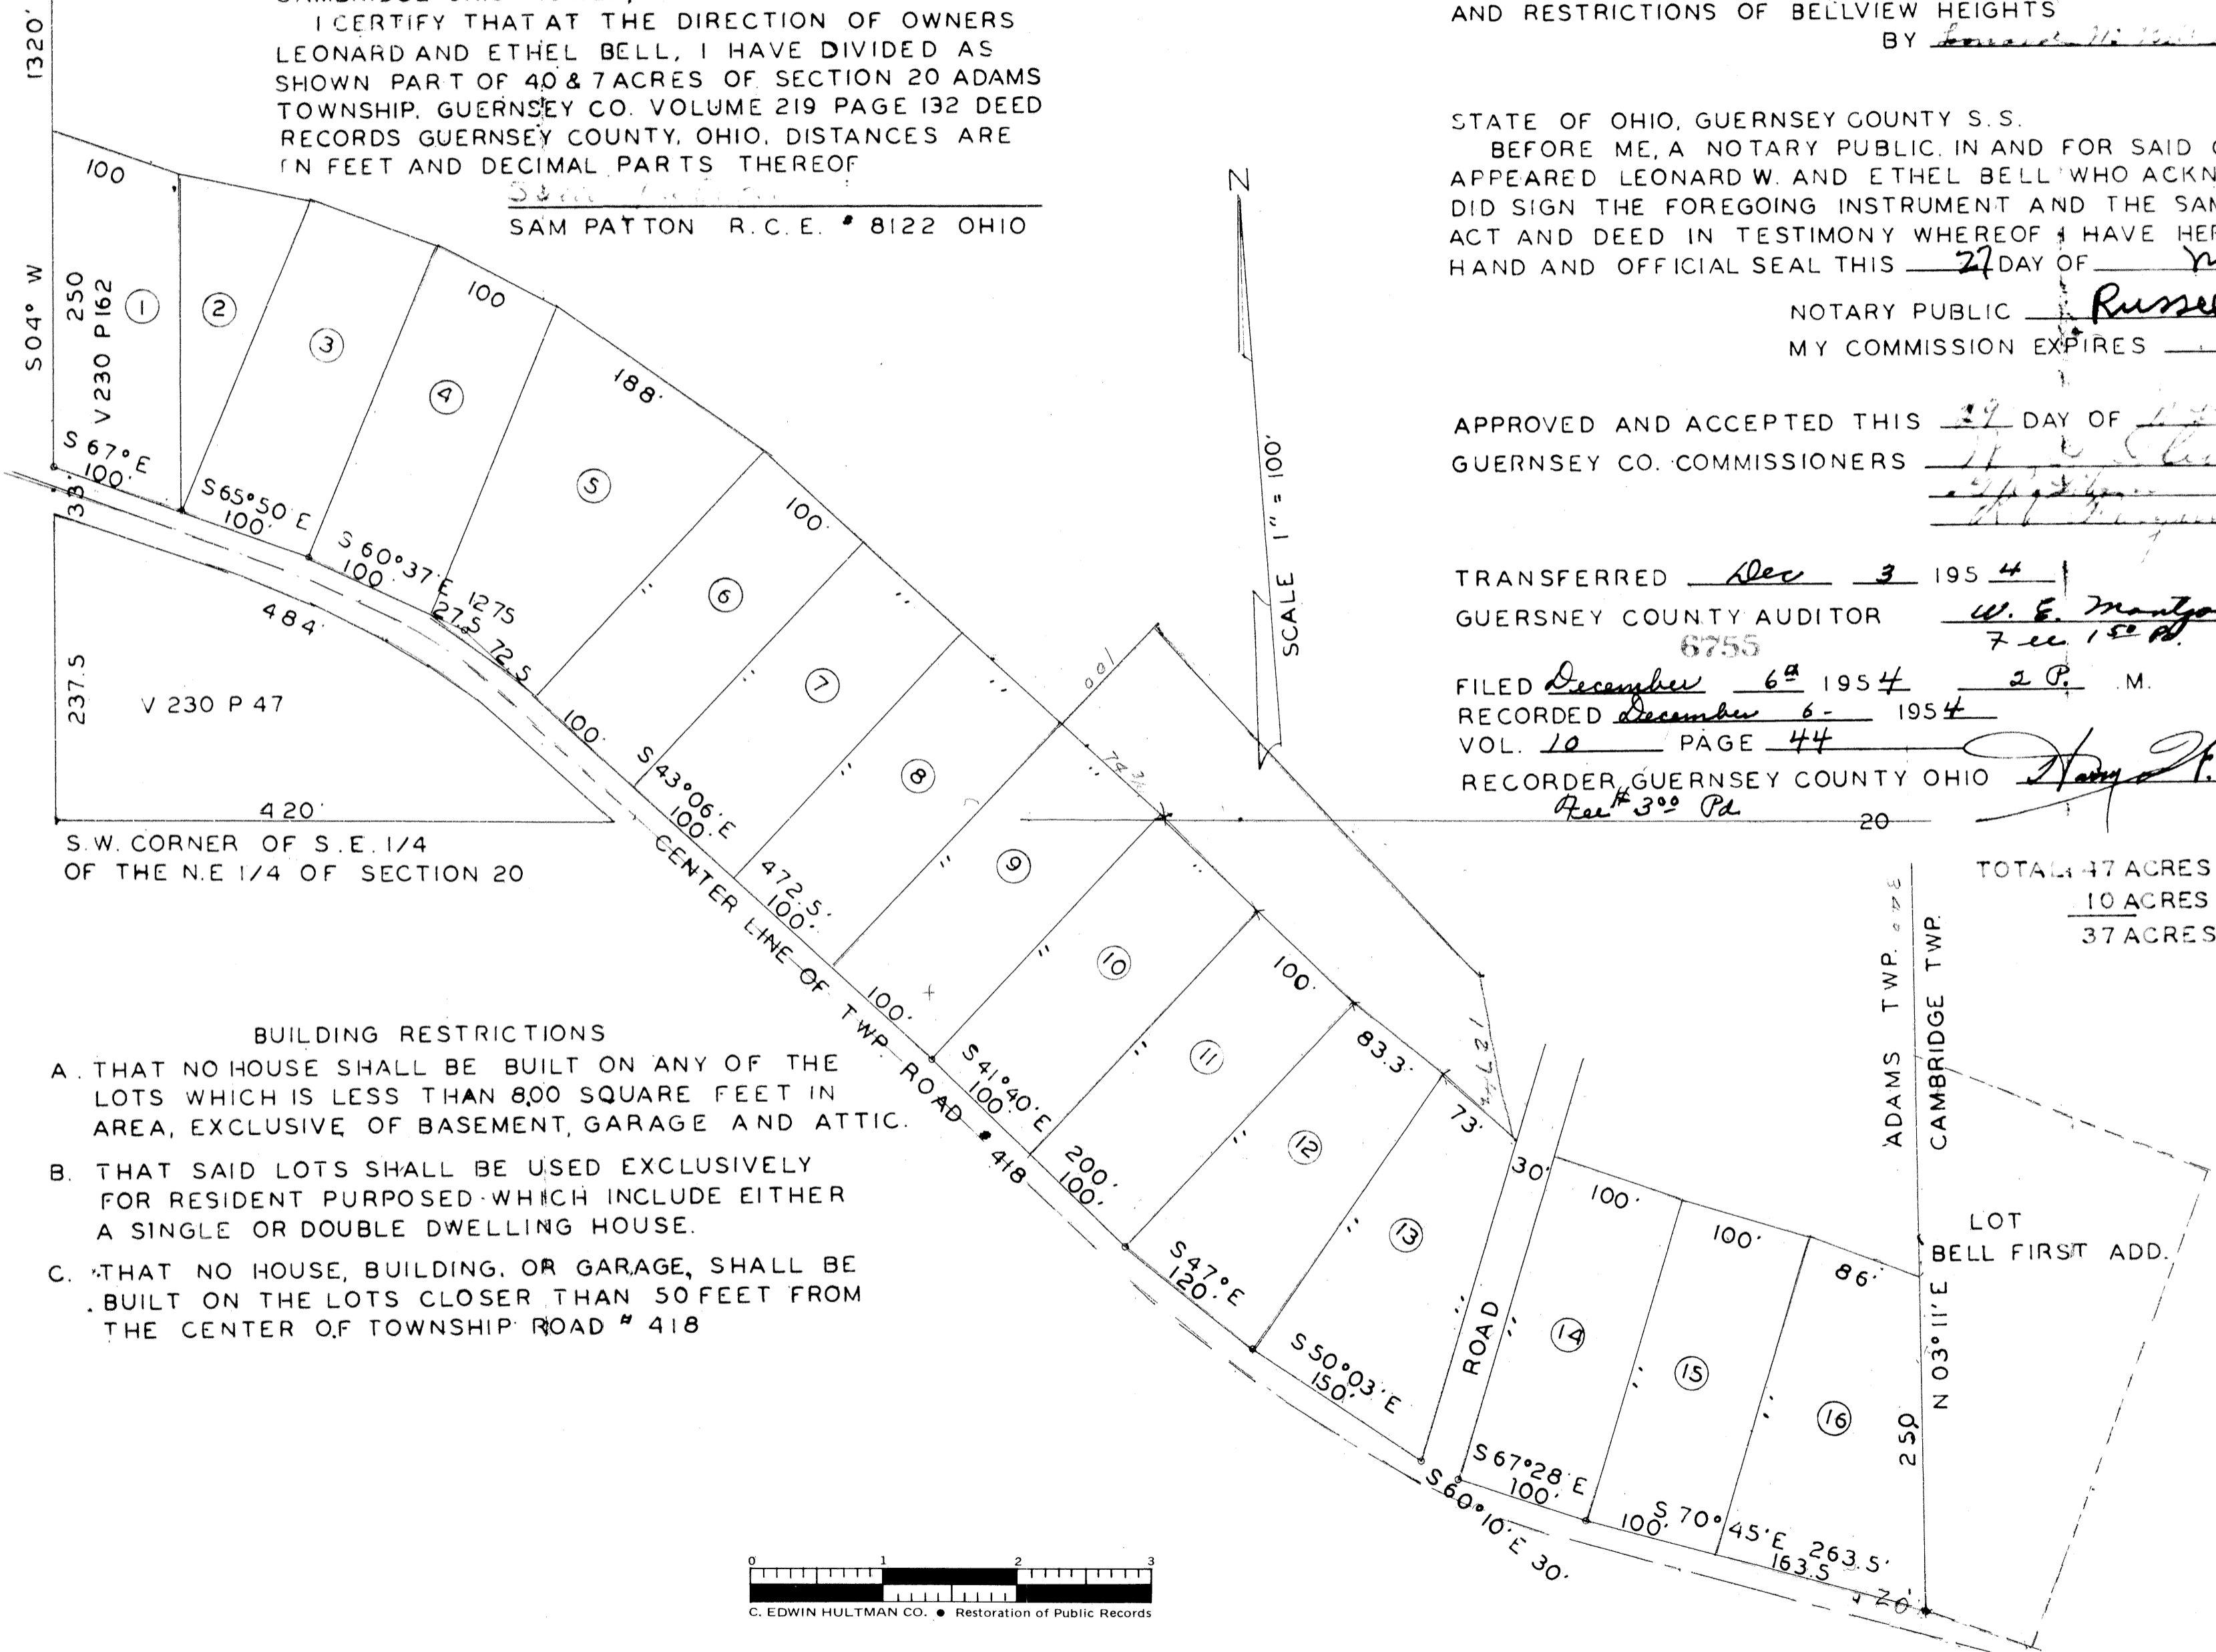 I CERTIFY THAT AT THE DIRECTION OF OWNERS
LEONARD AND ETHEL BELL, I HAVE DIVIDED AS
SHOWN PART OF 40 & 7 ACRES OF SECTION 20 ADAMS
TOWNSHIP. GUERNSEY CO. VOLUME 219 PAGE 132 DEED
RECORDS GUERNSEY COUNTY, OHIO. DISTANCES ARE
IN FEET AND DECIMAL PARTS THEREOF
SAM PATTON R.C.E. # 8122 OHIO
AND RESTRICTIONS OF BELLVIEW HEIGHTS
BY
STATE OF OHIO, GUERNSEY COUNTY S.S.
BEFORE ME, A NOTARY PUBLIC. IN AND FOR SAID
APPEARED LEONARD W. AND ETHEL BELL WHO ACKN
DID SIGN THE FOREGOING INSTRUMENT AND THE SAM
ACT AND DEED IN TESTIMONY WHEREOF I HAVE HER
HAND AND OFFICIAL SEAL THIS 27 DAY OF
NOTARY PUBLIC Russel
MY COMMISSION EXPIRES
APPROVED AND ACCEPTED THIS 29 DAY OF
GUERNSEY CO. COMMISSIONERS
TRANSFERRED Dec 3 1954
GUERSNEY COUNTY AUDITOR W. E. Montgo
6755
Fee 1 50 Pd.
FILED December 6th 1954 2 P. M.
RECORDED December 6- 1954
VOL. 10 PAGE 44
RECORDER, GUERNSEY COUNTY OHIO Harry
Fee # 3 00 Pd
20
TOTAL: 47 ACRES
10 ACRES
37 ACRES
1320'
S 04° W
250
V 230 P 162
100
100
188'
100'
1
2
3
4
5
6
7
8
9
10
11
12
13
14
15
16
N
SCALE 1" = 100'
S 67° E
100'
33'
S 65° 50' E
100'
S 60° 37' E 127.5
100'
27.5
72.5
484'
237.5
V 230 P 47
420'
S.W. CORNER OF S.E. 1/4
OF THE N.E 1/4 OF SECTION 20
100'
S 43° 06' E
100'
472.5'
100'
100'
CENTER LINE OF TWP. ROAD # 418
S 41° 40' E
100'
200'
100'
S 47° E
120'
S 50° 03' E
150'
100
74 3/4
100'
83.3'
73'
30'
ROAD
100'
100'
86'
S 67° 28' E
100'
S 60° 10' E 30'
S 70° 45' E 263.5'
100'
163.5
20'
250
N 03° 11' E
ADAMS TWP.
CAMBRIDGE TWP.
LOT
BELL FIRST ADD.
BUILDING RESTRICTIONS
A. THAT NO HOUSE SHALL BE BUILT ON ANY OF THE
LOTS WHICH IS LESS THAN 800 SQUARE FEET IN
AREA, EXCLUSIVE OF BASEMENT, GARAGE AND ATTIC.
B. THAT SAID LOTS SHALL BE USED EXCLUSIVELY
FOR RESIDENT PURPOSED WHICH INCLUDE EITHER
A SINGLE OR DOUBLE DWELLING HOUSE.
C. THAT NO HOUSE, BUILDING. OR GARAGE, SHALL BE
BUILT ON THE LOTS CLOSER THAN 50 FEET FROM
THE CENTER OF TOWNSHIP ROAD # 418
0 1 2 3
C. EDWIN HULTMAN CO. ● Restoration of Public Records